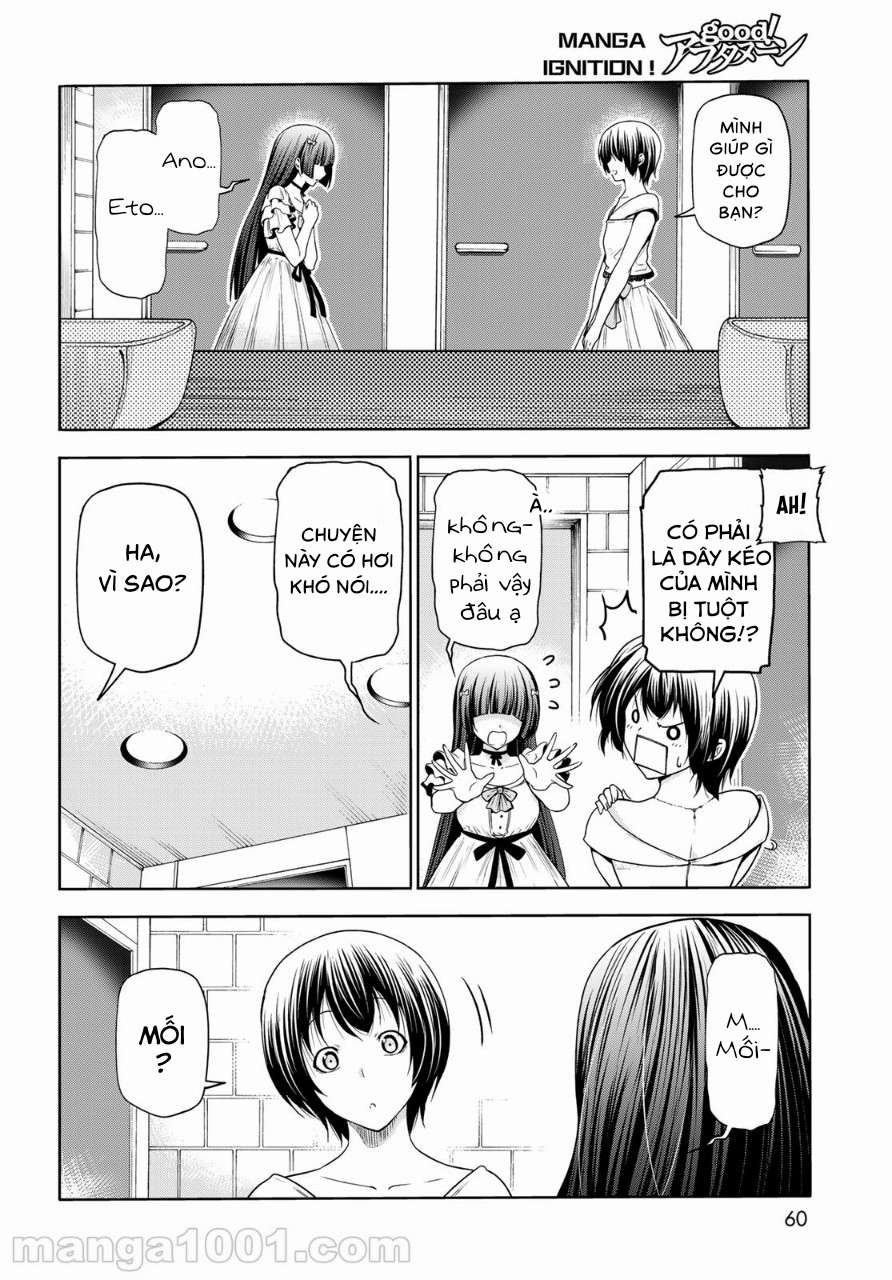 MANGA
IGNITION !
good!
アフタヌーン
MÌNH
GIÚP GÌ
ĐƯỢC
CHO
BẠN?
Ano...
Eto...
AH!
CÓ PHẢI
LÀ DÂY KÉO
CỦA MÌNH
BỊ TUỘT
KHÔNG!?
À..
không-
không
phải vậy
đâu ạ
CHUYỆN
NÀY CÓ HƠI
KHÓ NÓI....
HA,
VÌ SAO?
M....
Mối-
MỐI
?
60
manga1001.com